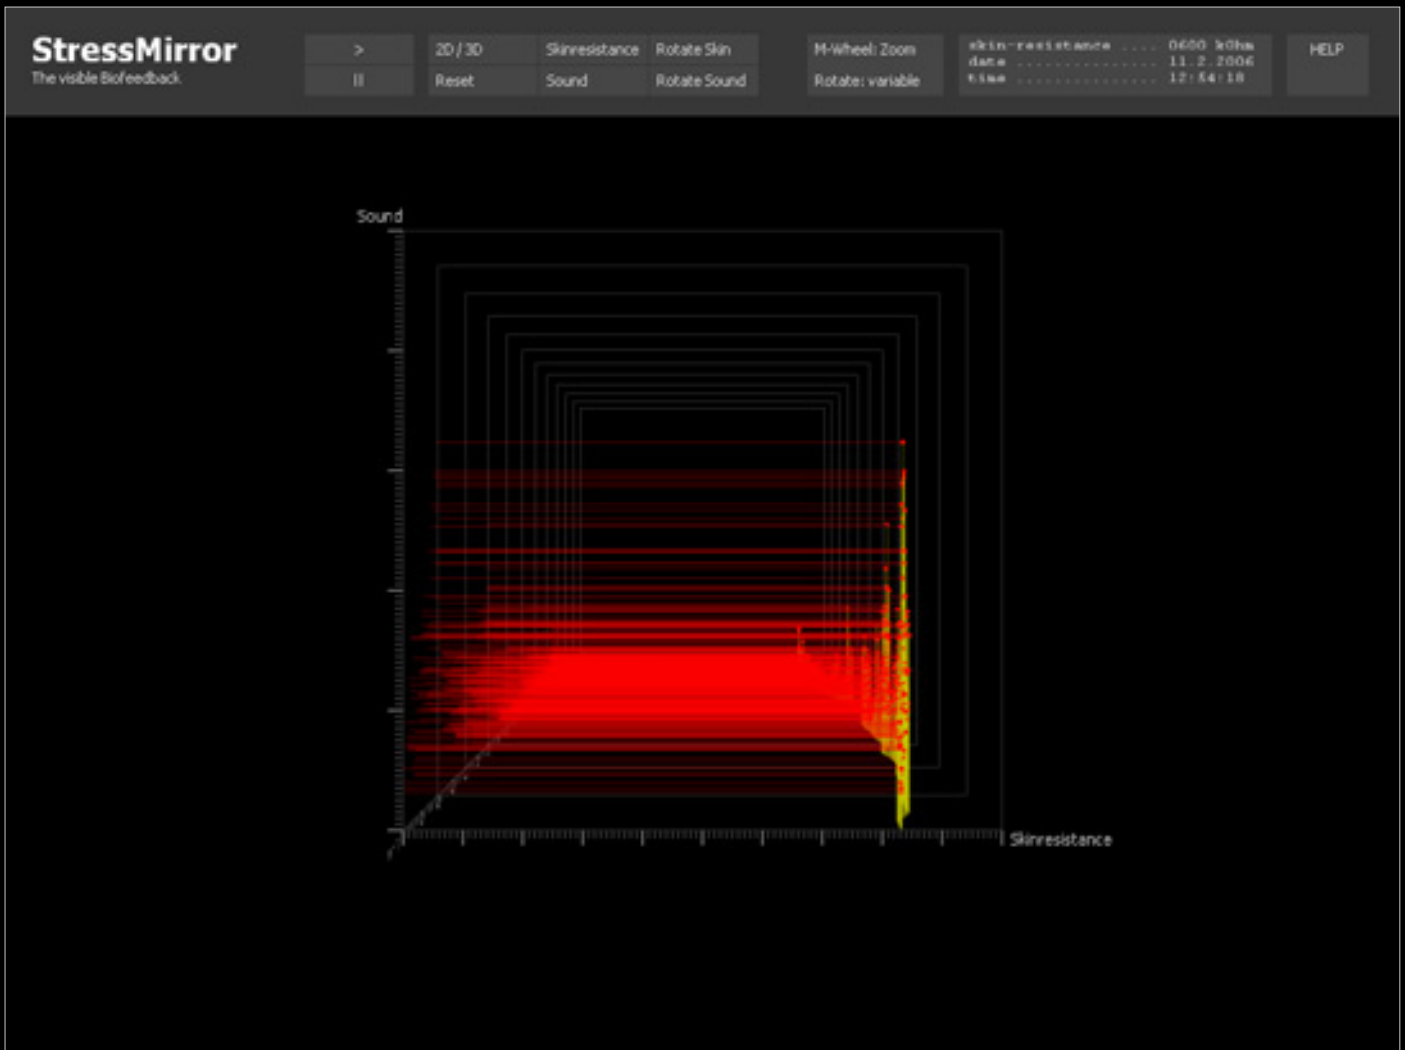 StressMirror
The visible Biofeedback
>
II
2D / 3D
Skinresistance
Rotate Skin
Reset
Sound
Rotate Sound
M-Wheel: Zoom
Rotate: variable
skin-resistance .... 0600 kOhm
date ............... 11.2.2006
time ............... 12:54:18
HELP
Sound
Skinresistance